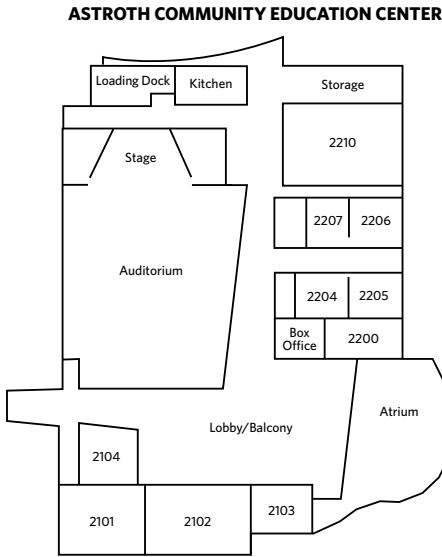 ASTROTH COMMUNITY EDUCATION CENTER
Loading Dock
Kitchen
Storage
2210
Stage
2207
2206
Auditorium
2204
2205
Box
Office
2200
Atrium
Lobby/Balcony
2104
2103
2101
2102